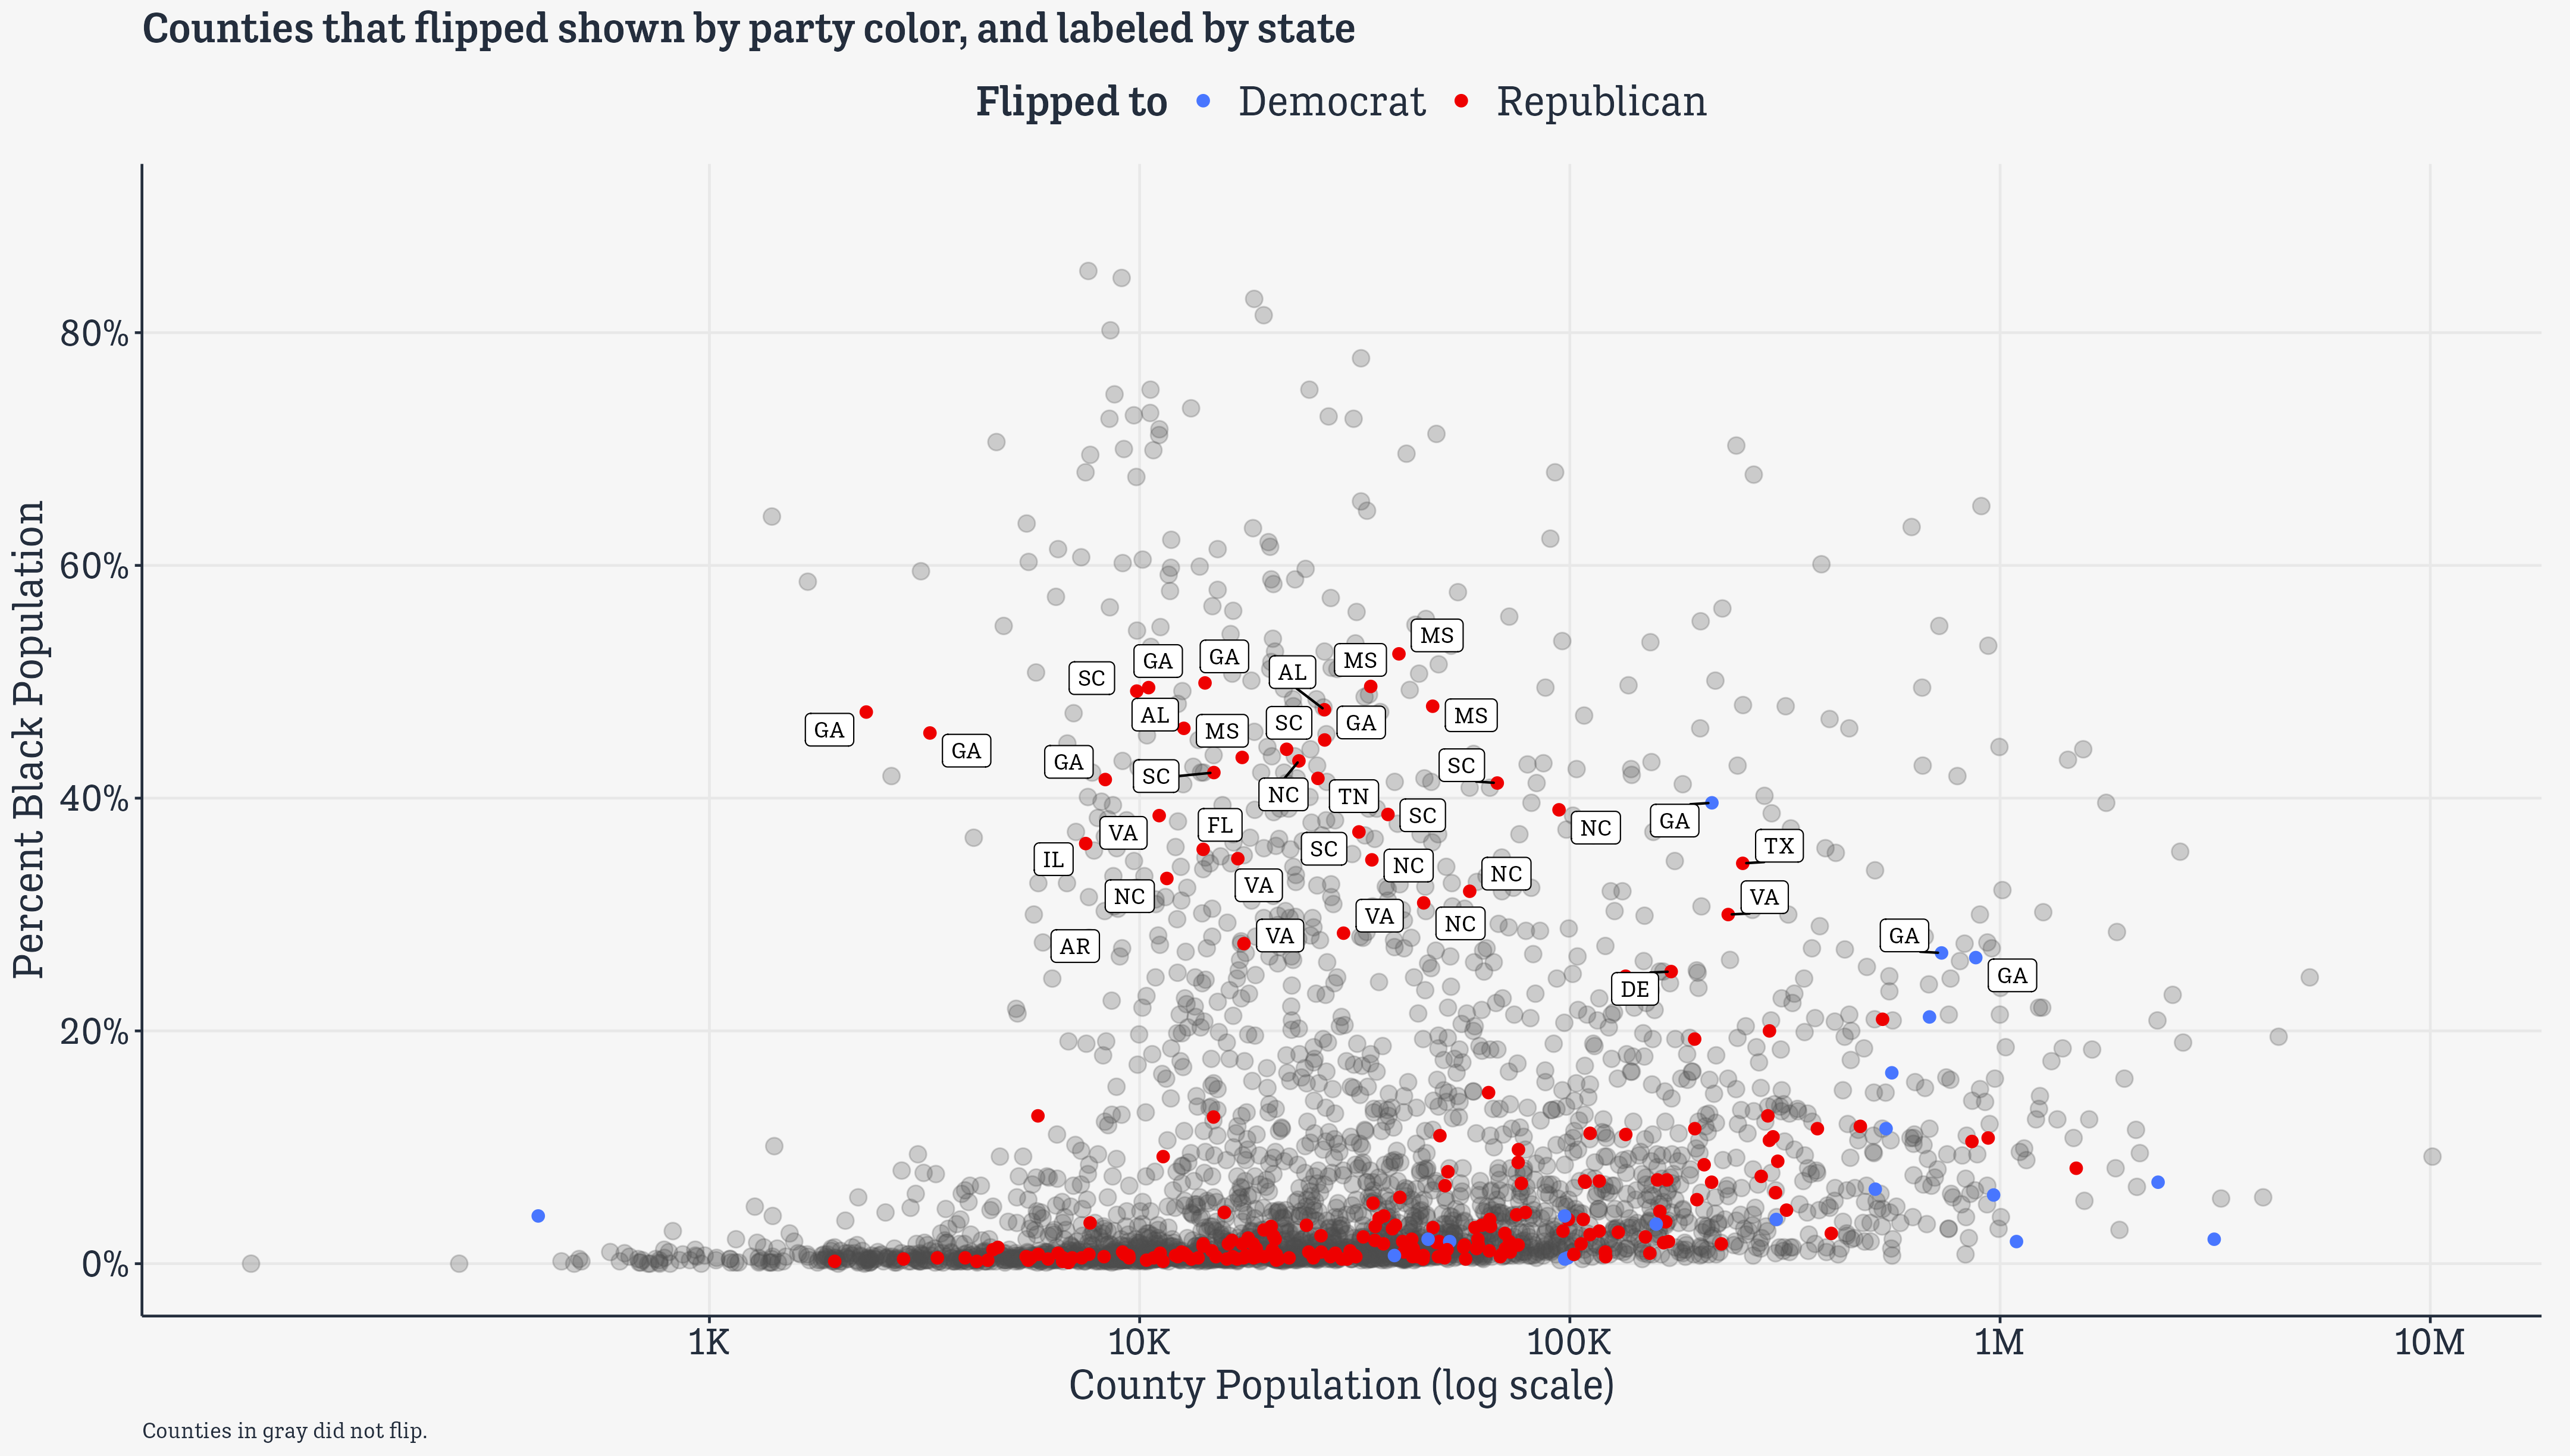 Counties that flipped shown by party color, and labeled by state
Flipped to Democrat Republican
Percent Black Population
80%
60%
40%
20%
0%
MS
GA GA MS
SC AL
GA AL MS SC GA MS
GA GA SC SC
NC TN SC NC GA
VA FL
IL SC NC NC TX
NC VA VA
AR VA NC GA
DE GA
1K 10K 100K 1M 10M
County Population (log scale)
Counties in gray did not flip.